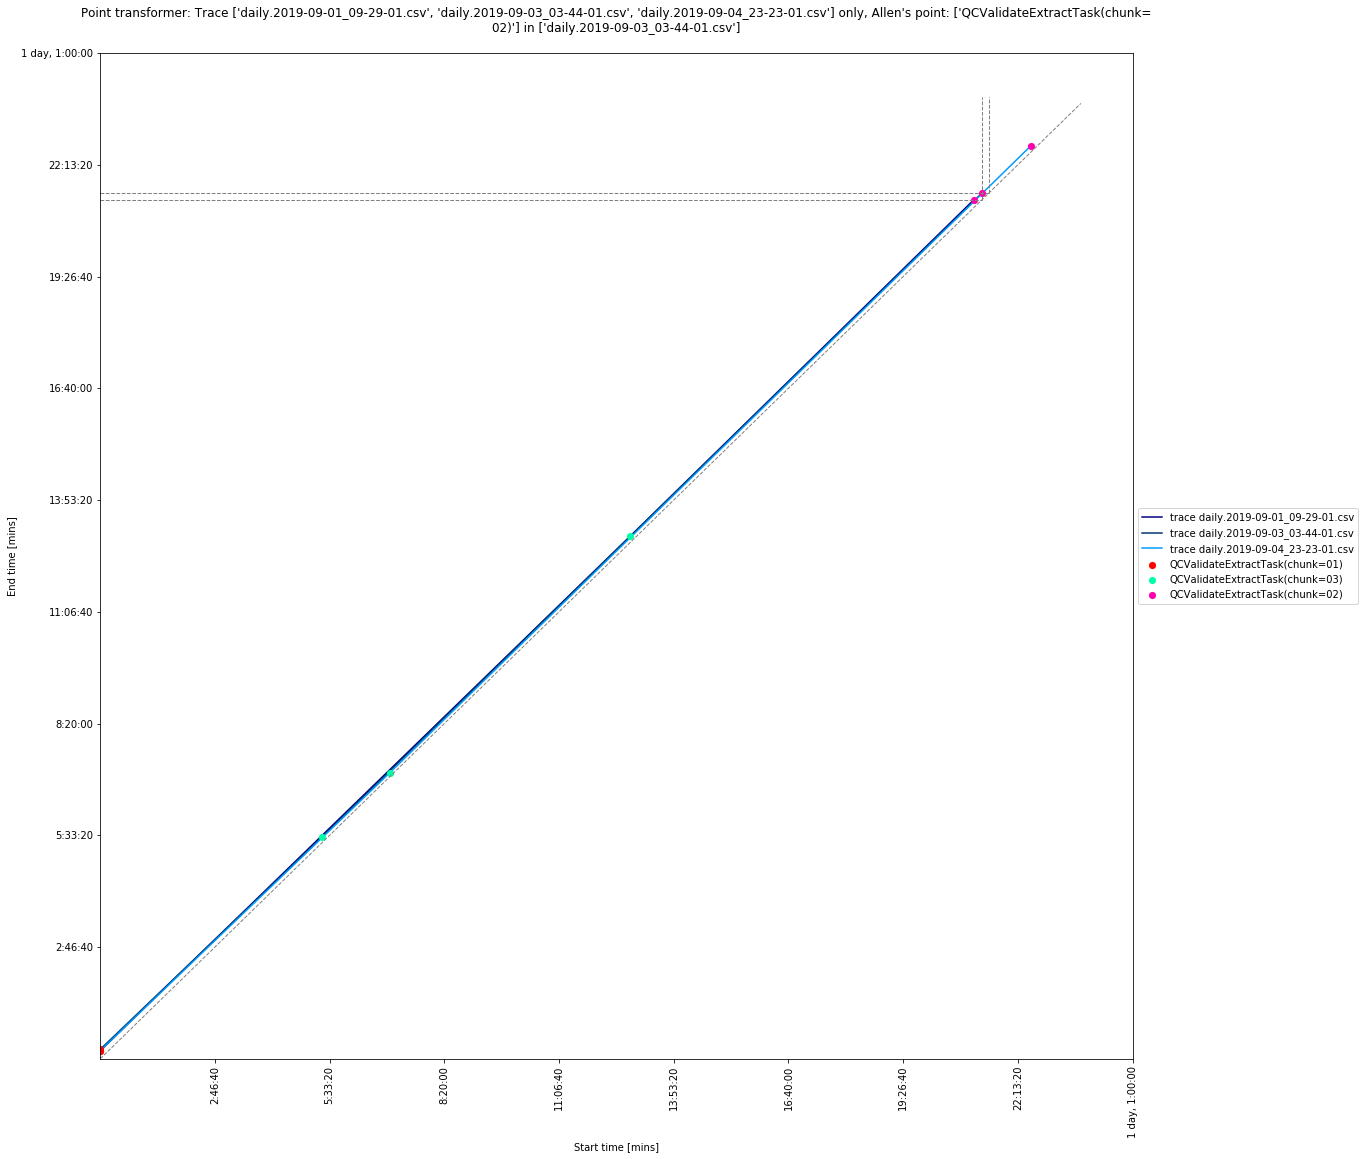 Point transformer: Trace ['daily.2019-09-01_09-29-01.csv', 'daily.2019-09-03_03-44-01.csv', 'daily.2019-09-04_23-23-01.csv'] only, Allen's point: ['QCValidateExtractTask(chunk=
02)'] in ['daily.2019-09-03_03-44-01.csv']
1 day, 1:00:00
22:13:20
19:26:40
16:40:00
13:53:20
11:06:40
8:20:00
5:33:20
2:46:40
End time [mins]
trace daily.2019-09-01_09-29-01.csv
trace daily.2019-09-03_03-44-01.csv
trace daily.2019-09-04_23-23-01.csv
QCValidateExtractTask(chunk=01)
QCValidateExtractTask(chunk=03)
QCValidateExtractTask(chunk=02)
2:46:40
5:33:20
8:20:00
11:06:40
13:53:20
16:40:00
19:26:40
22:13:20
1 day, 1:00:00
Start time [mins]